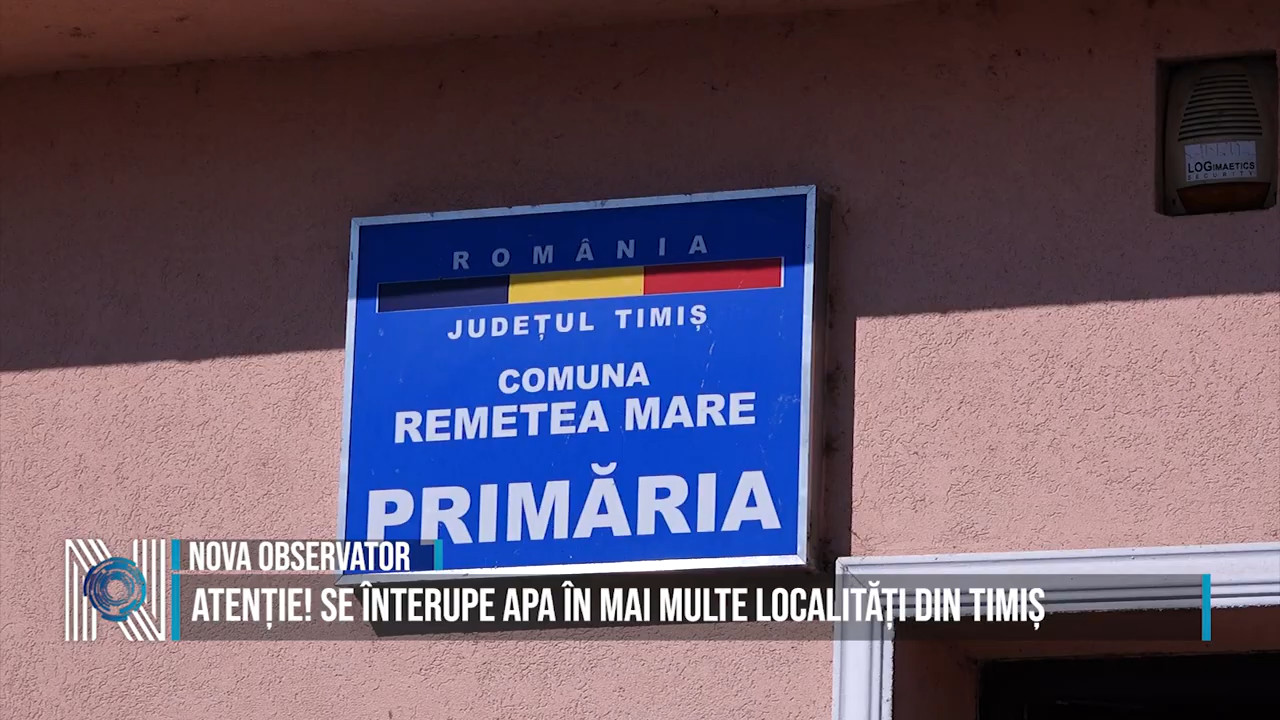 LOGIMAETICS
SECURITY
ROMÂNIA
JUDEȚUL TIMIȘ
COMUNA
REMETEA MARE
PRIMĂRIA
NOVA OBSERVATOR
ATENȚIE! SE ÎNTERUPE APA ÎN MAI MULTE LOCALITĂȚI DIN TIMIȘ